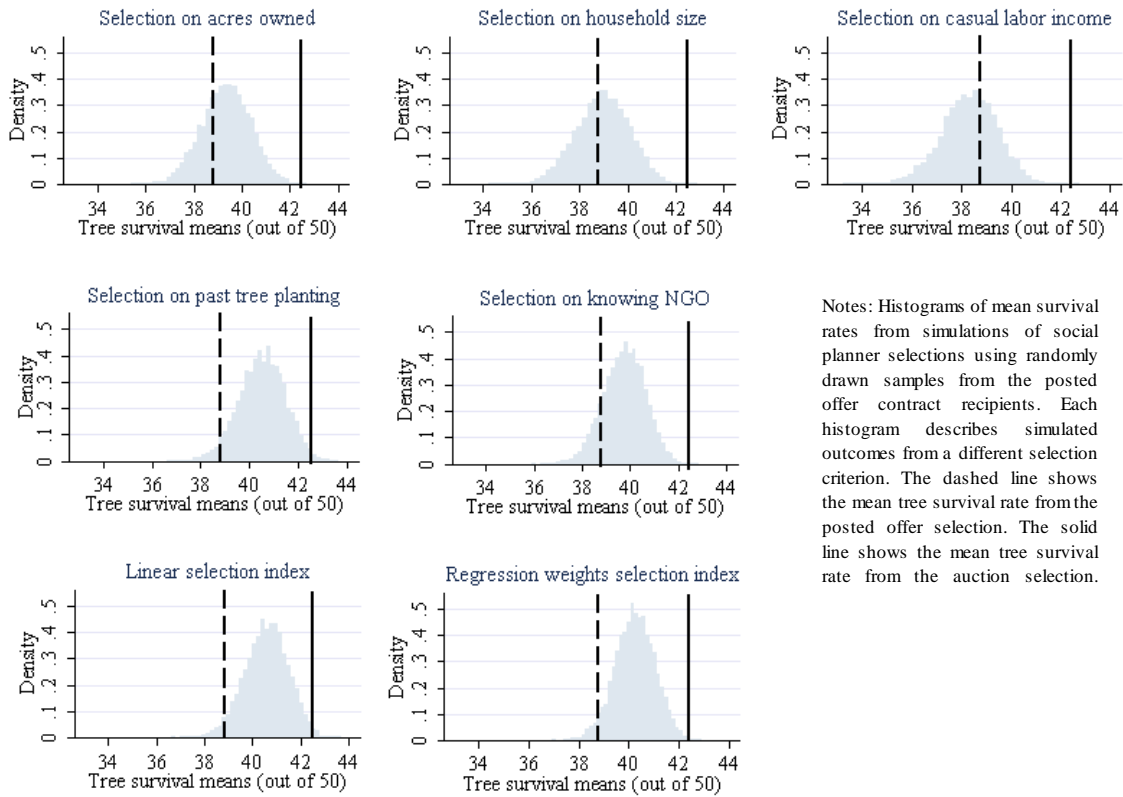 Selection on acres owned
Density
0 .1 .2 .3 .4 .5
34 36 38 40 42 44
Tree survival means (out of 50)
Selection on household size
Density
0 .1 .2 .3 .4 .5
34 36 38 40 42 44
Tree survival means (out of 50)
Selection on casual labor income
Density
0 .1 .2 .3 .4 .5
34 36 38 40 42 44
Tree survival means (out of 50)
Selection on past tree planting
Density
0 .1 .2 .3 .4 .5
34 36 38 40 42 44
Tree survival means (out of 50)
Selection on knowing NGO
Density
0 .1 .2 .3 .4 .5
34 36 38 40 42 44
Tree survival means (out of 50)
Notes: Histograms of mean survival
rates from simulations of social
planner selections using randomly
drawn samples from the posted
offer contract recipients. Each
histogram describes simulated
outcomes from a different selection
criterion. The dashed line shows
the mean tree survival rate from the
posted offer selection. The solid
line shows the mean tree survival
rate from the auction selection.
Linear selection index
Density
0 .1 .2 .3 .4 .5
34 36 38 40 42 44
Tree survival means (out of 50)
Regression weights selection index
Density
0 .1 .2 .3 .4 .5
34 36 38 40 42 44
Tree survival means (out of 50)